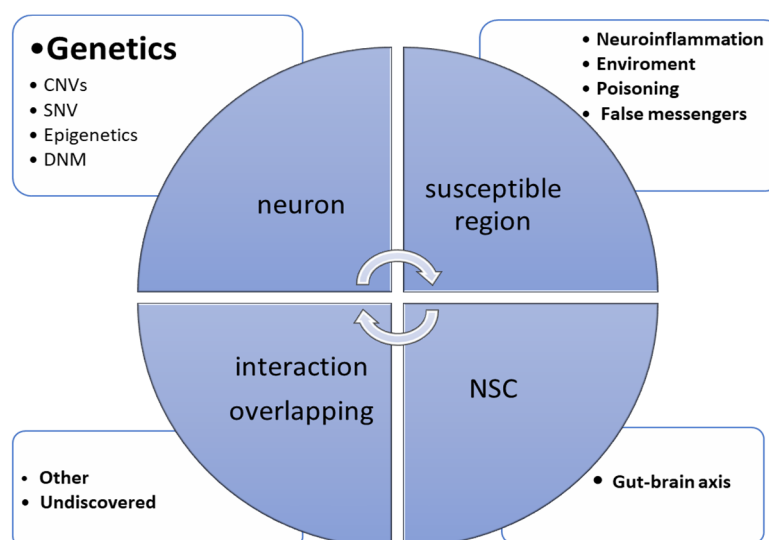 •Genetics
• CNVs
• SNV
• Epigenetics
• DNM
• Neuroinflammation
• Enviroment
• Poisoning
• False messengers
neuron
susceptible
region
interaction
overlapping
NSC
• Other
• Undiscovered
• Gut-brain axis